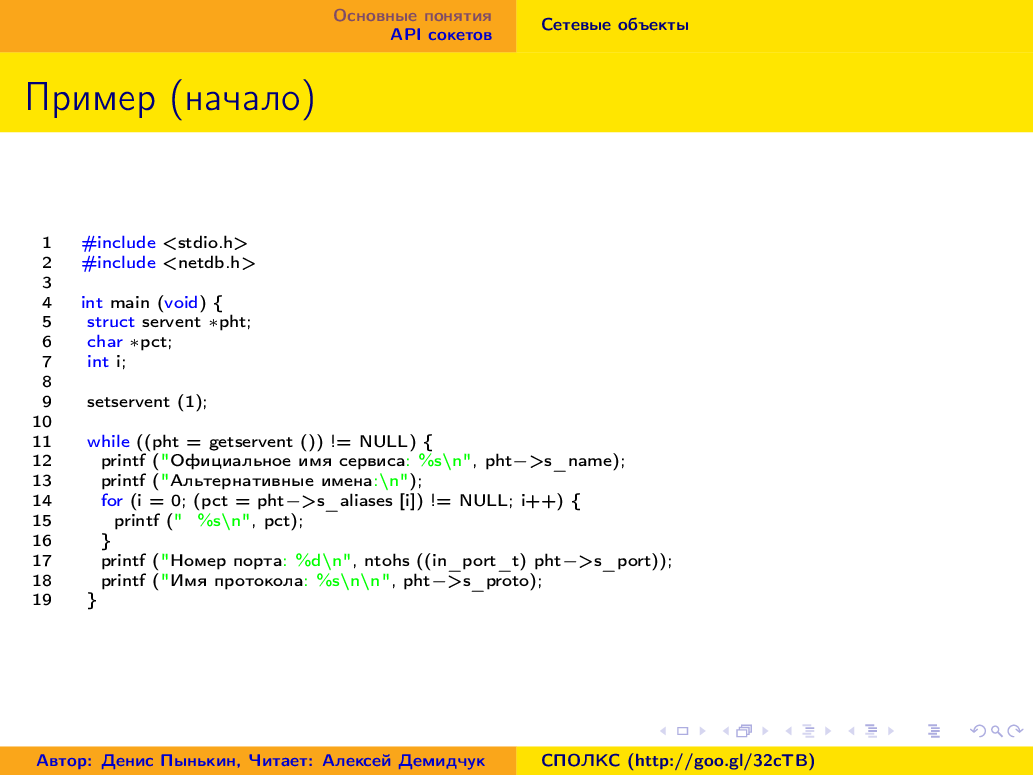 Основные понятия
API сокетов
Сетевые объекты
Пример (начало)
1 #include <stdio.h>
2 #include <netdb.h>
3
4 int main (void) {
5 struct servent *pht;
6 char *pct;
7 int i;
8
9 setservent (1);
10
11 while ((pht = getservent ()) != NULL) {
12 printf ("Официальное имя сервиса: %s\n", pht->s_name);
13 printf ("Альтернативные имена:\n");
14 for (i = 0; (pct = pht->s_aliases [i]) != NULL; i++) {
15 printf ("  %s\n", pct);
16 }
17 printf ("Номер порта: %d\n", ntohs ((in_port_t) pht->s_port));
18 printf ("Имя протокола: %s\n\n", pht->s_proto);
19 }
Автор: Денис Пынькин, Читает: Алексей Демидчук
СПОЛКС (http://goo.gl/32cTB)